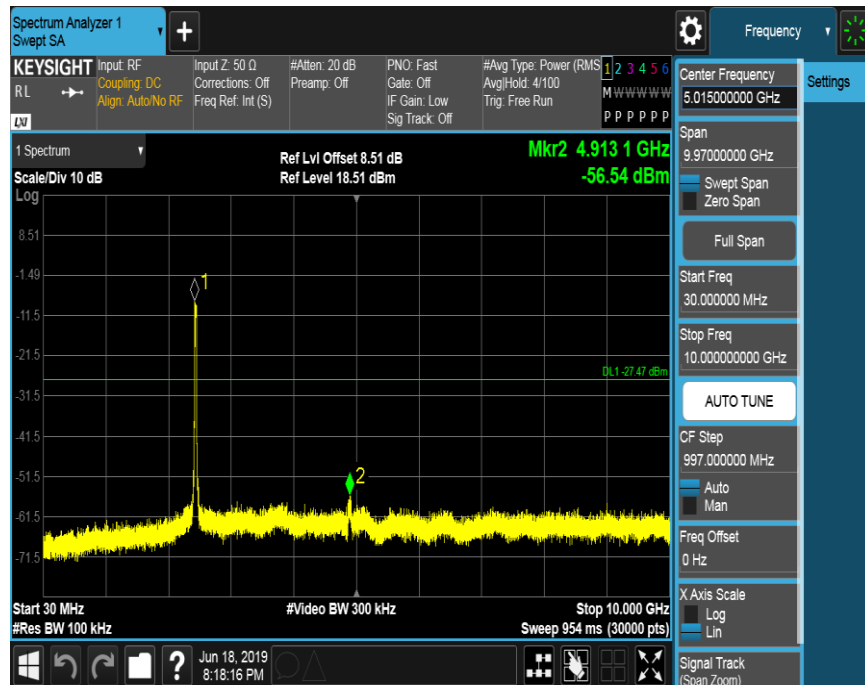 Spectrum Analyzer 1
Swept SA
+
Frequency
KEYSIGHT
RL
LXI
Input: RF
Coupling: DC
Align: Auto/No RF
Input Z: 50 Ω
Corrections: Off
Freq Ref: Int (S)
#Atten: 20 dB
Preamp: Off
PNO: Fast
Gate: Off
IF Gain: Low
Sig Track: Off
#Avg Type: Power (RMS
Avg|Hold: 4/100
Trig: Free Run
1 2 3 4 5 6
M W W W W W
P P P P P P
Center Frequency
5.015000000 GHz
Settings
1 Spectrum
Scale/Div 10 dB
Ref Lvl Offset 8.51 dB
Ref Level 18.51 dBm
Mkr2 4.913 1 GHz
-56.54 dBm
Span
9.97000000 GHz
Swept Span
Zero Span
Log
8.51
-1.49
-11.5
-21.5
-31.5
-41.5
-51.5
-61.5
-71.5
1
DL1 -27.47 dBm
2
Full Span
Start Freq
30.000000 MHz
Stop Freq
10.000000000 GHz
AUTO TUNE
CF Step
997.000000 MHz
Auto
Man
Freq Offset
0 Hz
X Axis Scale
Log
Lin
Signal Track
(Span Zoom)
Start 30 MHz
#Video BW 300 kHz
Stop 10.000 GHz
#Res BW 100 kHz
Sweep 954 ms (30000 pts)
?
Jun 18, 2019
8:18:16 PM